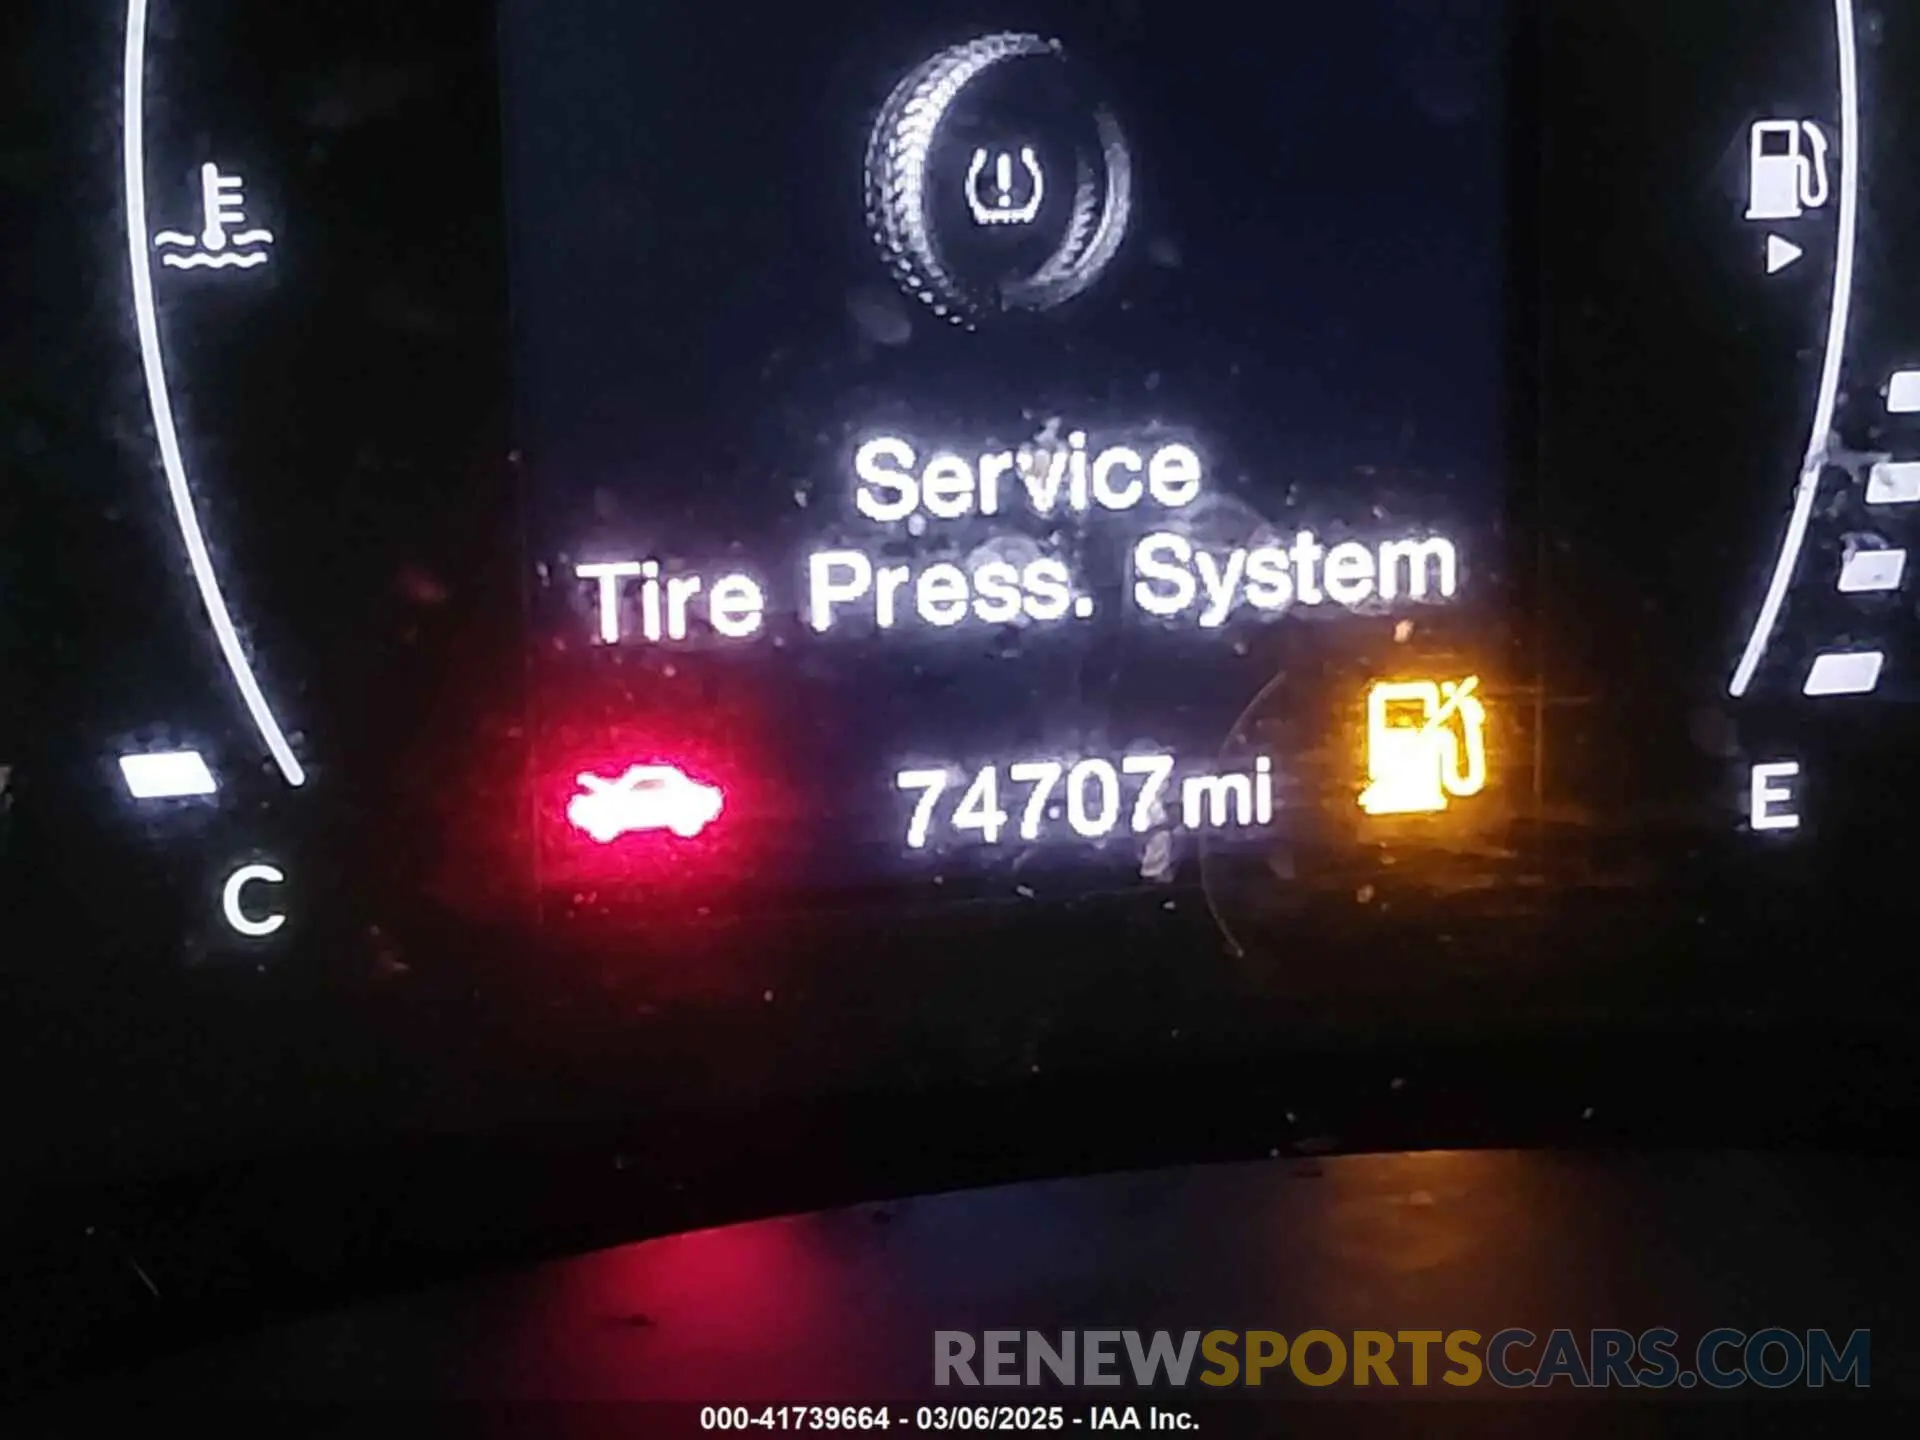 Service
Tire Press. System
74707mi
E
C
RENEWSPORTSCARS.COM
000-41739664 - 03/06/2025 - IAA Inc.